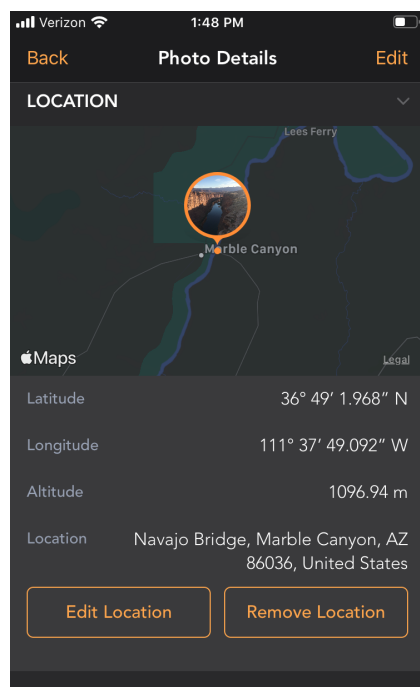 Verizon 1:48 PM
Back Photo Details Edit
LOCATION
Lees Ferry
Marble Canyon
Maps Legal
Latitude 36° 49′ 1.968″ N
Longitude 111° 37′ 49.092″ W
Altitude 1096.94 m
Location Navajo Bridge, Marble Canyon, AZ
86036, United States
Edit Location Remove Location